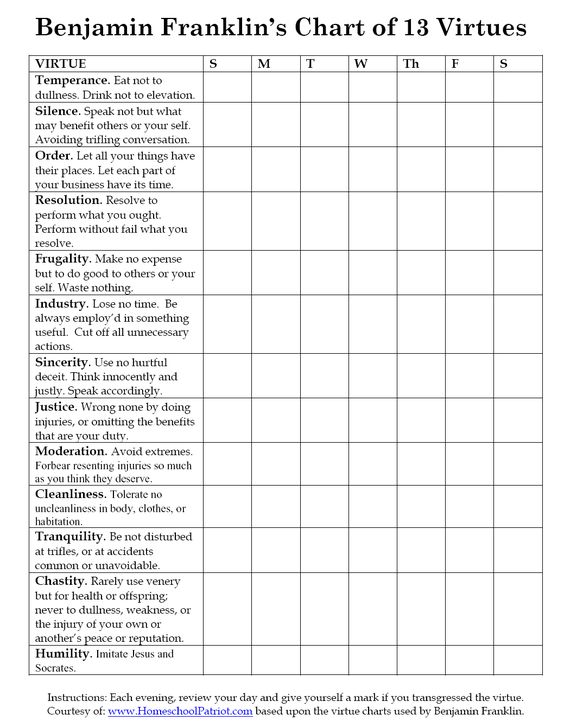 Benjamin Franklin's Chart of 13 Virtues
VIRTUE S M T W Th F S
Temperance. Eat not to
dullness. Drink not to elevation.
Silence. Speak not but what
may benefit others or your self.
Avoiding trifling conversation.
Order. Let all your things have
their places. Let each part of
your business have its time.
Resolution. Resolve to
perform what you ought.
Perform without fail what you
resolve.
Frugality. Make no expense
but to do good to others or your
self. Waste nothing.
Industry. Lose no time. Be
always employ'd in something
useful. Cut off all unnecessary
actions.
Sincerity. Use no hurtful
deceit. Think innocently and
justly. Speak accordingly.
Justice. Wrong none by doing
injuries, or omitting the benefits
that are your duty.
Moderation. Avoid extremes.
Forbear resenting injuries so much
as you think they deserve.
Cleanliness. Tolerate no
uncleanliness in body, clothes, or
habitation.
Tranquility. Be not disturbed
at trifles, or at accidents
common or unavoidable.
Chastity. Rarely use venery
but for health or offspring;
never to dullness, weakness, or
the injury of your own or
another's peace or reputation.
Humility. Imitate Jesus and
Socrates.
Instructions: Each evening, review your day and give yourself a mark if you transgressed the virtue.
Courtesy of: www.HomeschoolPatriot.com based upon the virtue charts used by Benjamin Franklin.